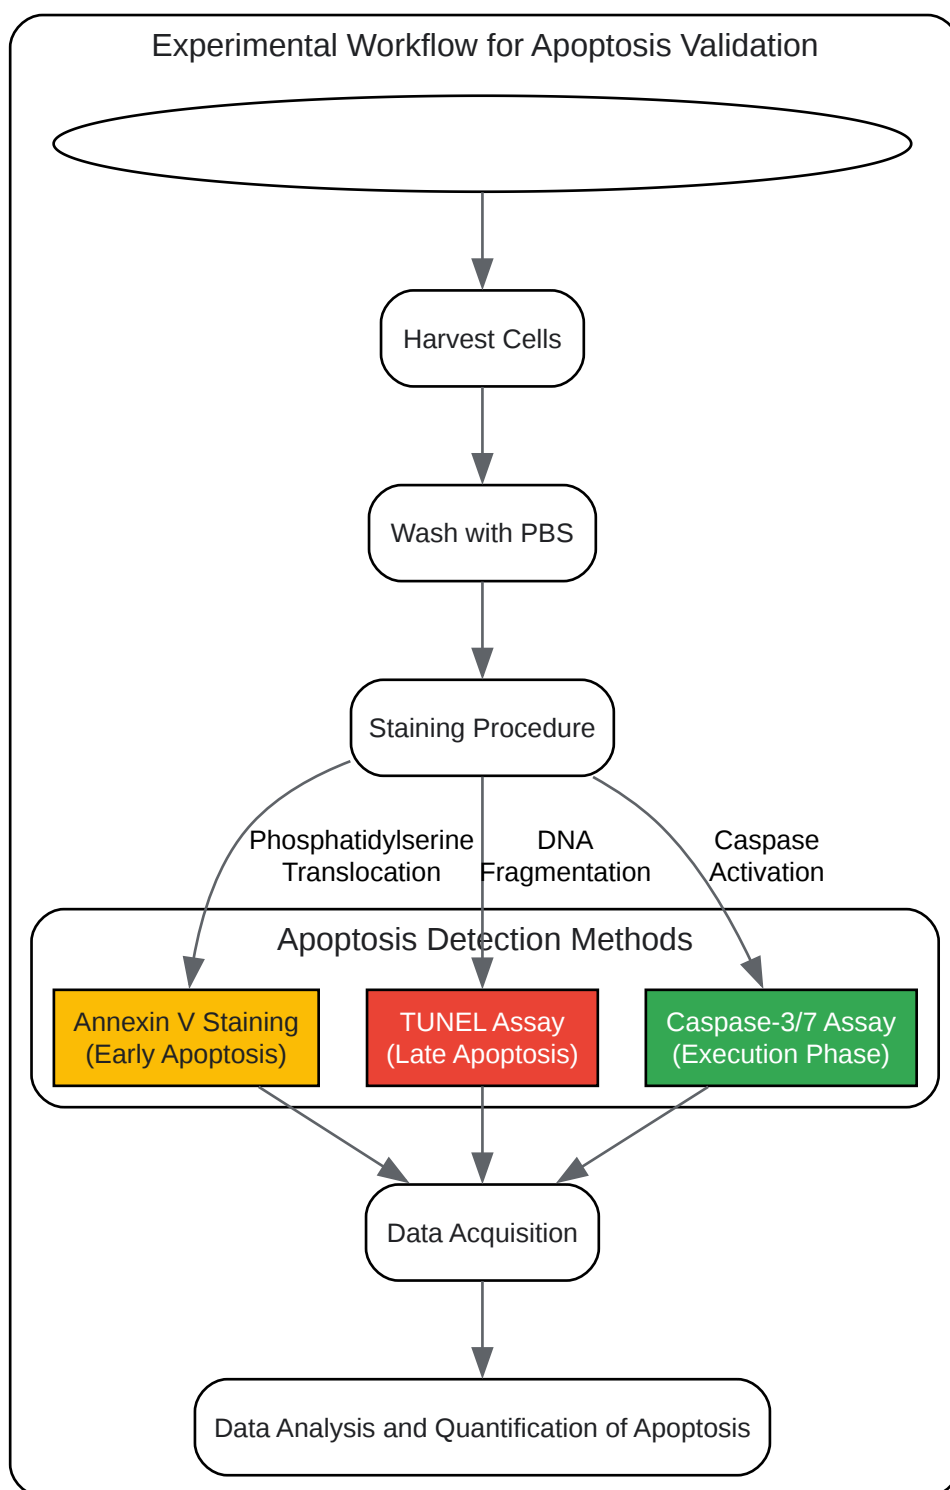 Experimental Workflow for Apoptosis Validation
Harvest Cells
Wash with PBS
Staining Procedure
Phosphatidylserine
Translocation
DNA
Fragmentation
Caspase
Activation
Apoptosis Detection Methods
Annexin V Staining
(Early Apoptosis)
TUNEL Assay
(Late Apoptosis)
Caspase-3/7 Assay
(Execution Phase)
Data Acquisition
Data Analysis and Quantification of Apoptosis